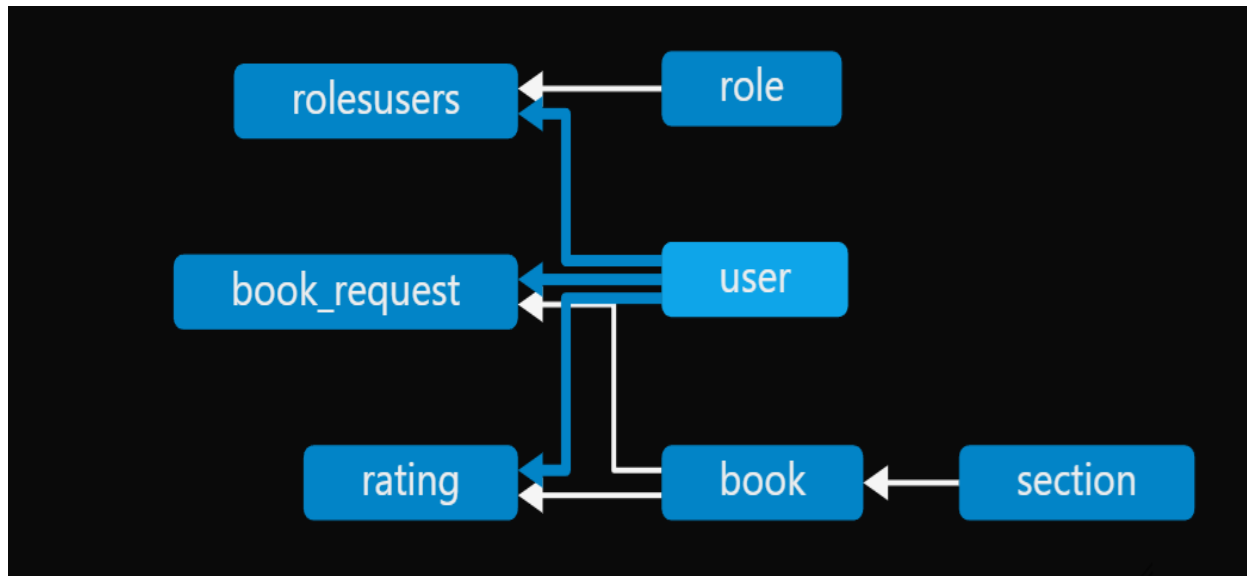 rolesusers
role
book_request
user
rating
book
section